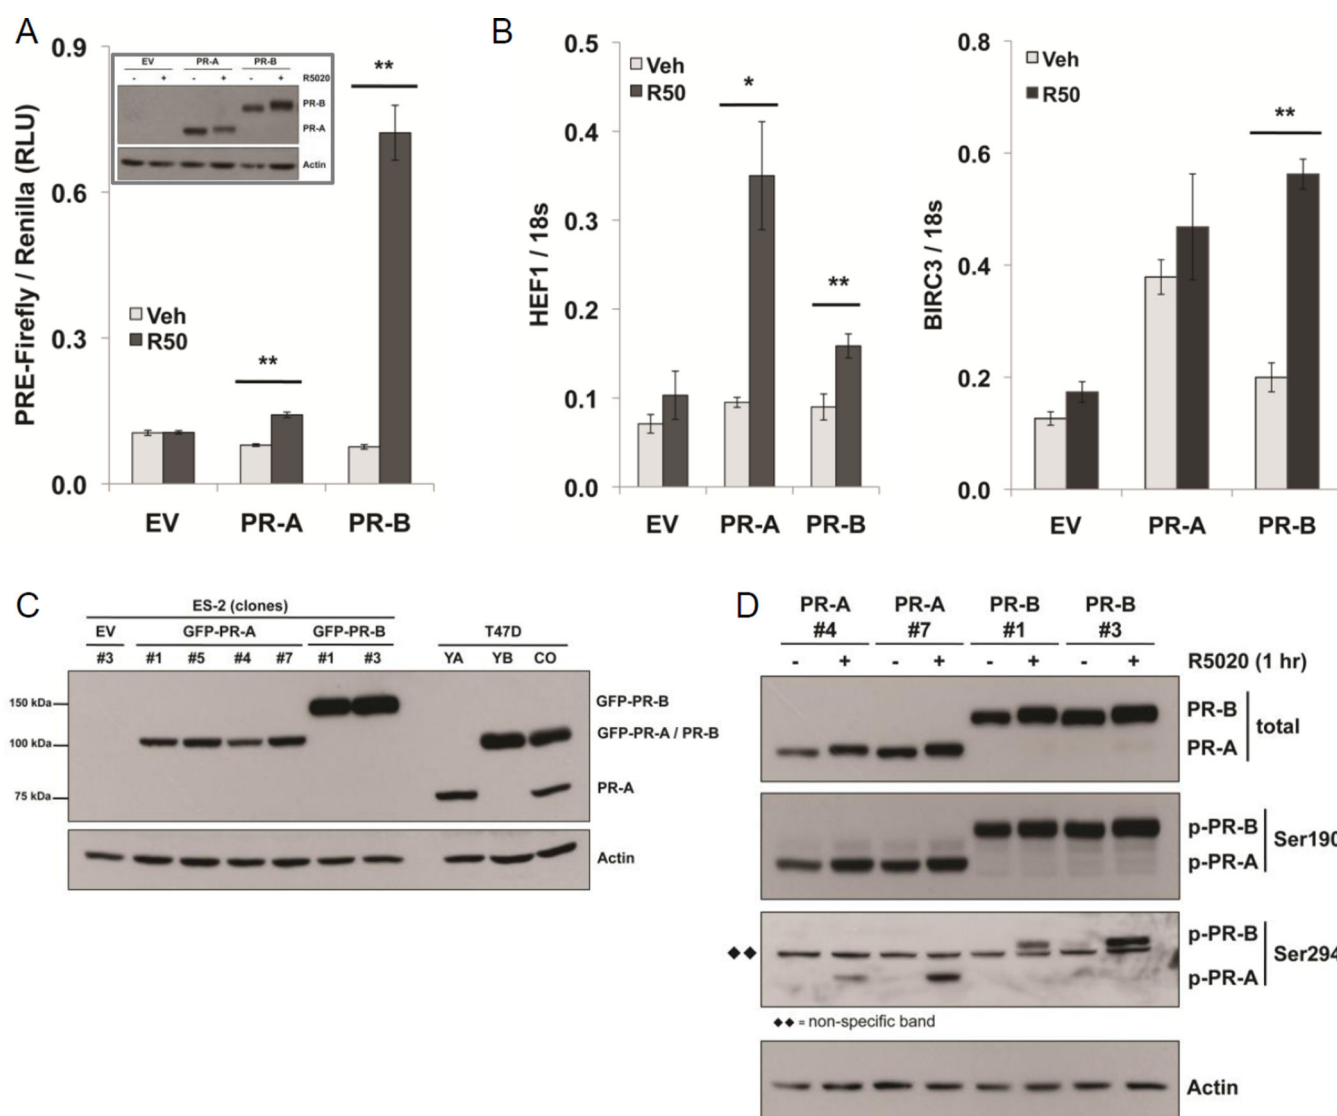 A
PRE-Firefly / Renilla (RLU)
0.9
0.6
0.3
0.0
EV PR-A PR-B
- + - + - + R5020
PR-B
PR-A
Actin
**
**
Veh
R50
EV PR-A PR-B
B
HEF1 / 18s
0.5
0.4
0.3
0.2
0.1
0.0
Veh
R50
*
**
EV PR-A PR-B
BIRC3 / 18s
0.8
0.6
0.4
0.2
0.0
Veh
R50
**
EV PR-A PR-B
C
ES-2 (clones)
EV GFP-PR-A GFP-PR-B T47D
#3 #1 #5 #4 #7 #1 #3 YA YB CO
150 kDa
100 kDa
75 kDa
GFP-PR-B
GFP-PR-A / PR-B
PR-A
Actin
D
PR-A PR-A PR-B PR-B
#4 #7 #1 #3
- + - + - + - + R5020 (1 hr)
PR-B
PR-A
total
p-PR-B
p-PR-A
Ser190
p-PR-B
p-PR-A
Ser294
◆◆
◆◆ = non-specific band
Actin